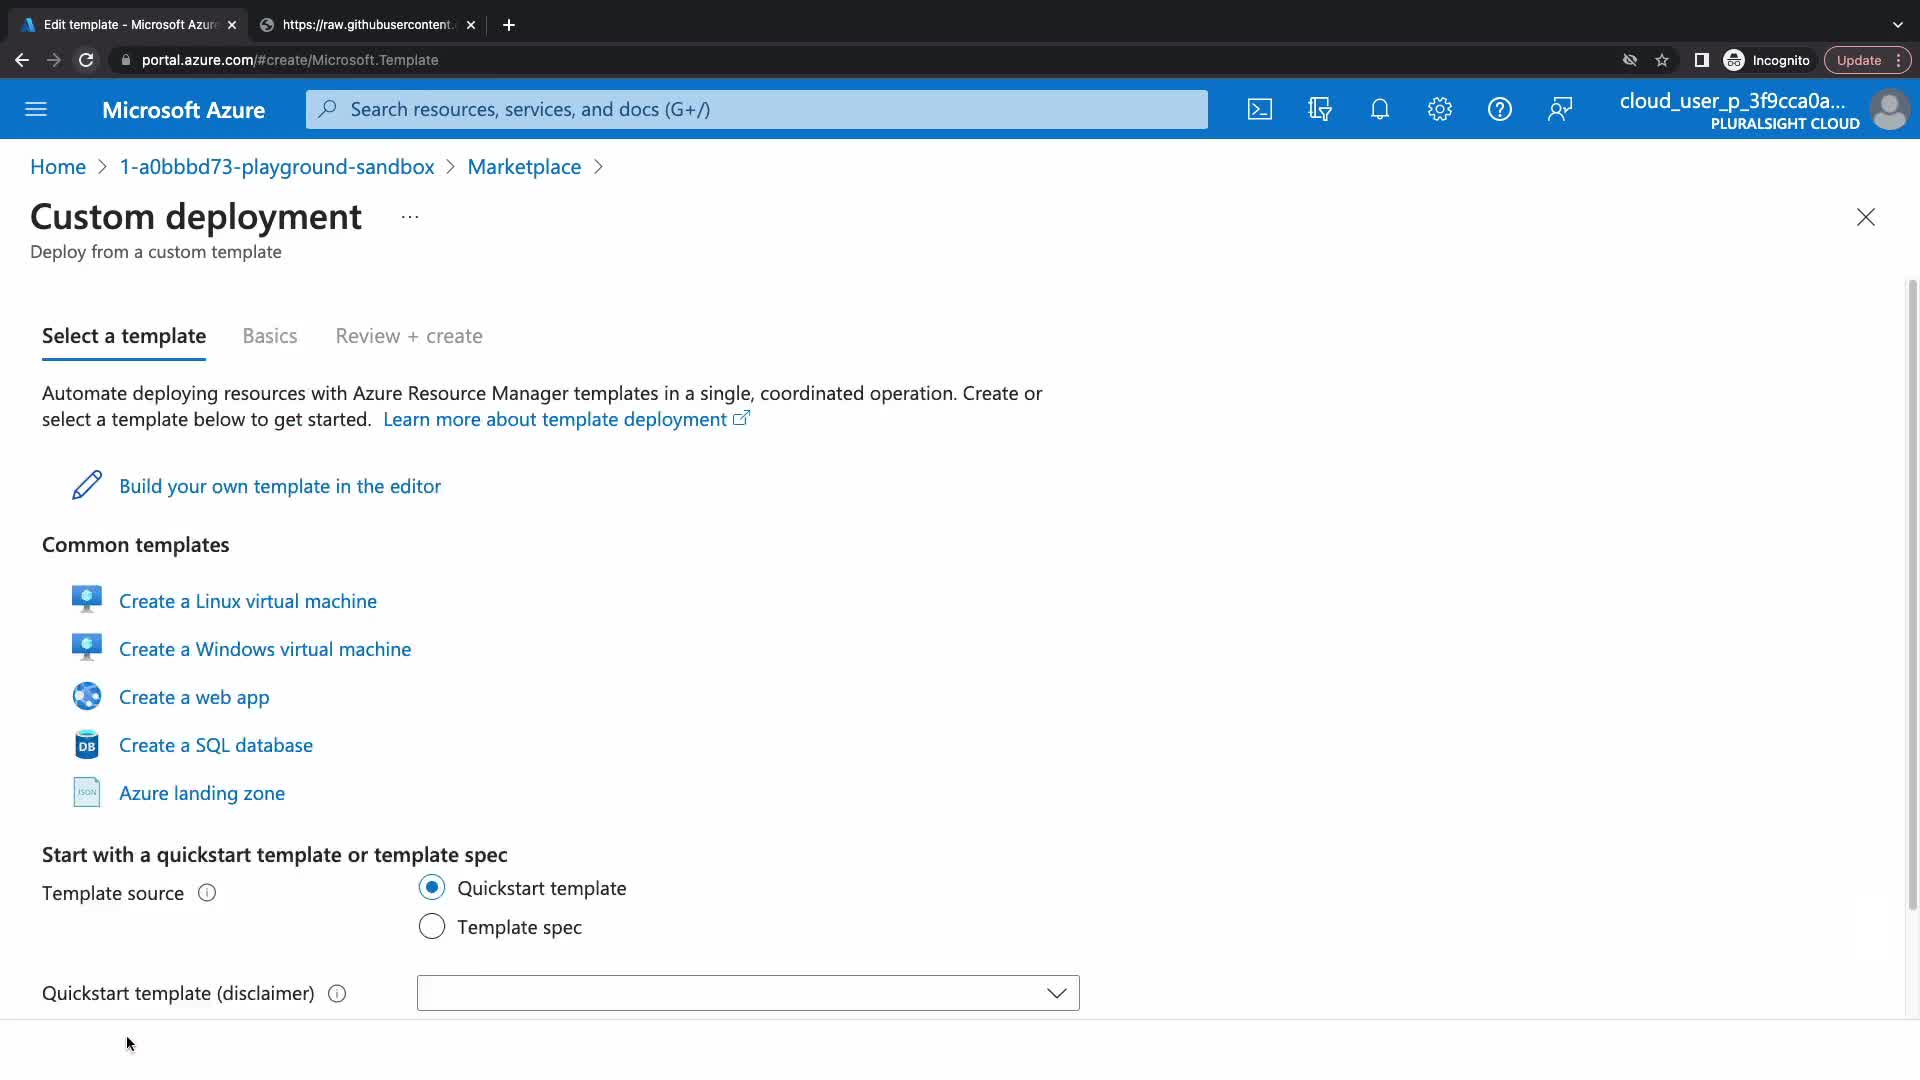 Edit template - Microsoft Azure
https://raw.githubusercontent.
portal.azure.com/#create/Microsoft.Template
Incognito
Update
Microsoft Azure
Search resources, services, and docs (G+/)
cloud_user_p_3f9cca0a...
PLURALSIGHT CLOUD
Home > 1-a0bbbd73-playground-sandbox > Marketplace >
Custom deployment ...
Deploy from a custom template
Select a template Basics Review + create
Automate deploying resources with Azure Resource Manager templates in a single, coordinated operation. Create or
select a template below to get started. Learn more about template deployment
Build your own template in the editor
Common templates
Create a Linux virtual machine
Create a Windows virtual machine
Create a web app
DB Create a SQL database
JSON Azure landing zone
Start with a quickstart template or template spec
Template source
Quickstart template
Template spec
Quickstart template (disclaimer)